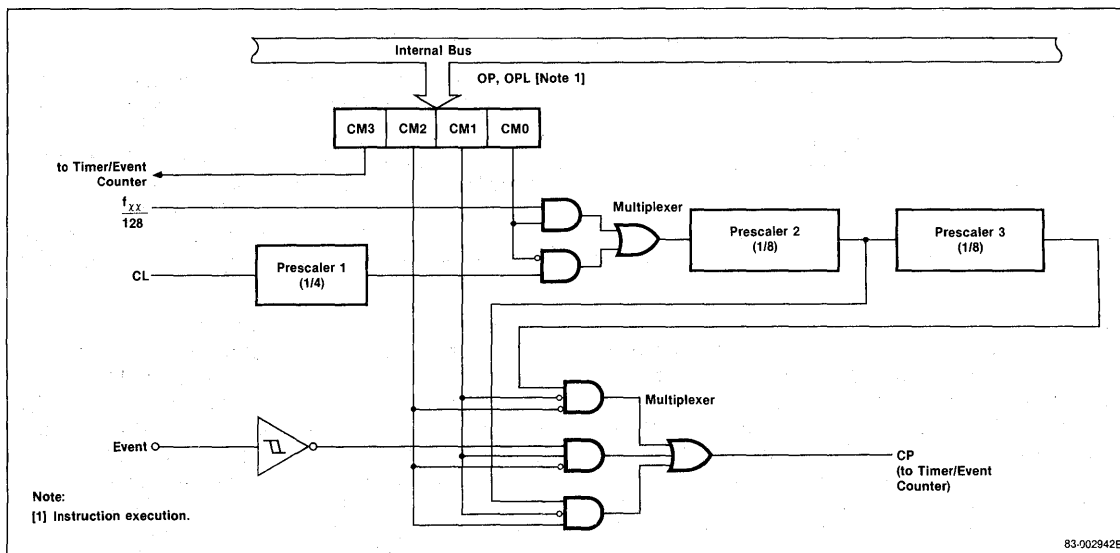 Internal Bus
OP, OPL [Note 1]
CM3 CM2 CM1 CM0
to Timer/Event
Counter
fχχ
128
Multiplexer
Prescaler 2
(1/8)
Prescaler 3
(1/8)
CL
Prescaler 1
(1/4)
Multiplexer
Event
CP
(to Timer/Event
Counter)
Note:
[1] Instruction execution.
83-002942B